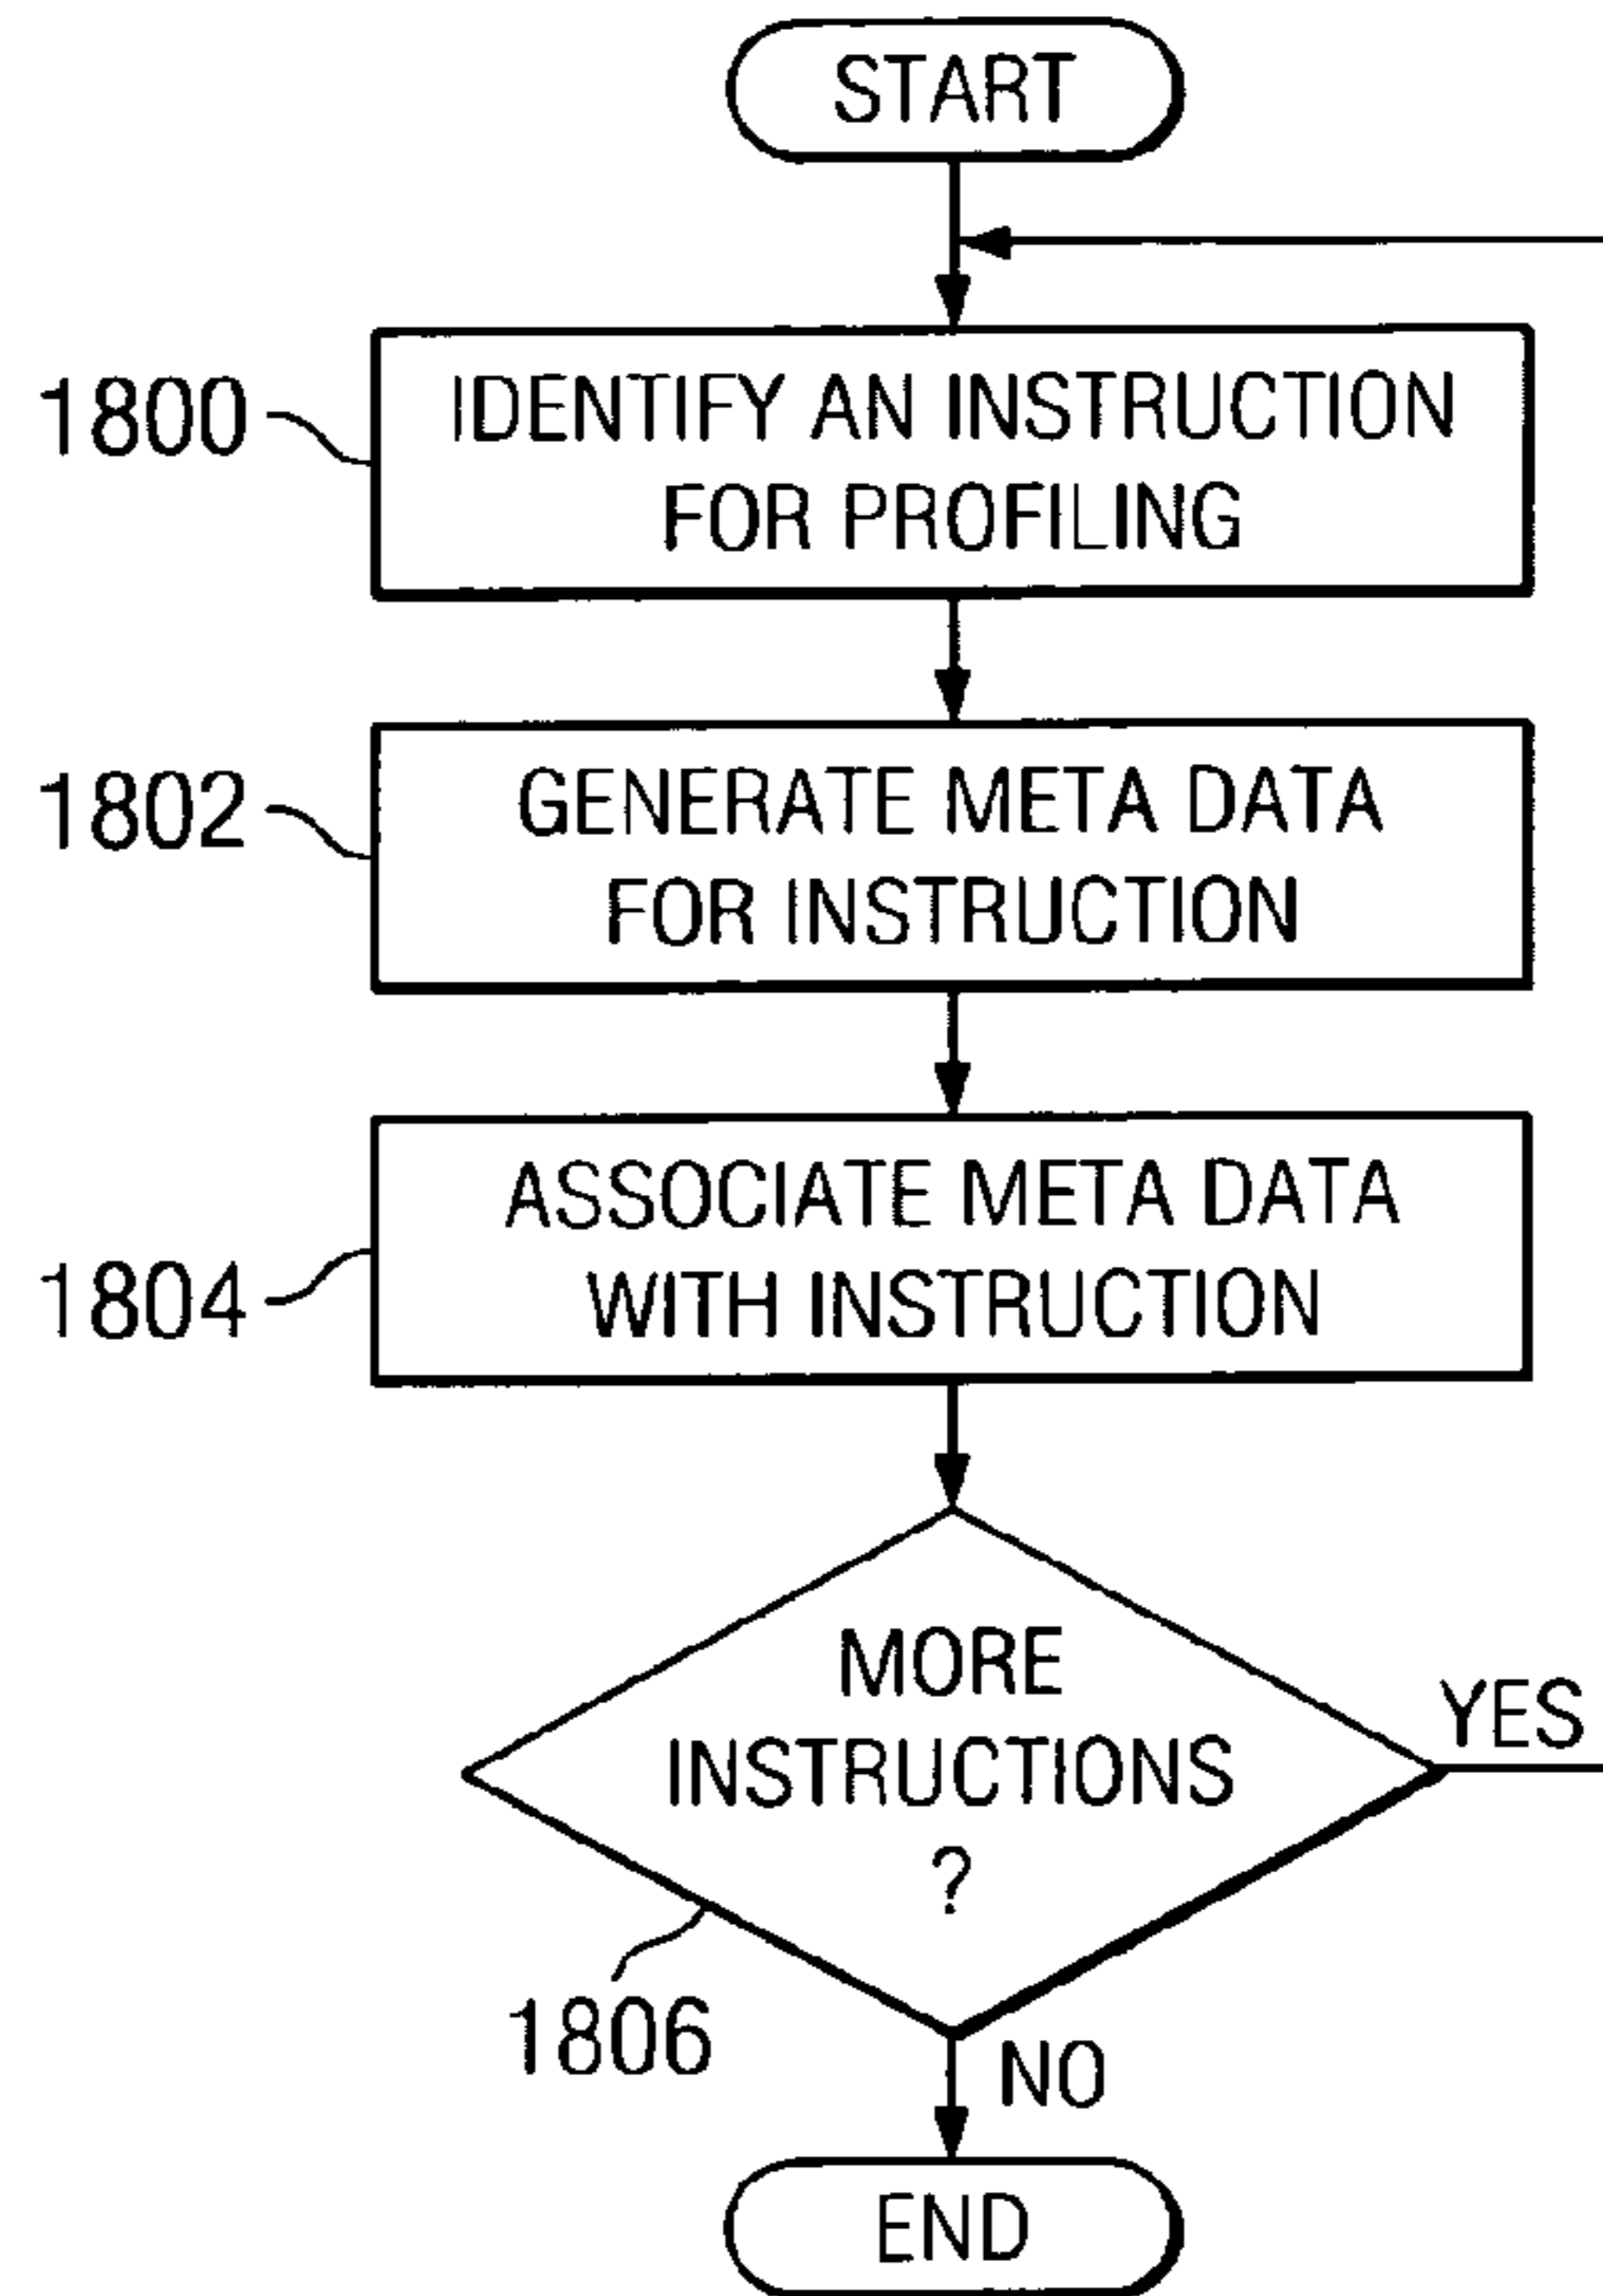 START
1800
IDENTIFY AN INSTRUCTION
FOR PROFILING
1802
GENERATE META DATA
FOR INSTRUCTION
1804
ASSOCIATE META DATA
WITH INSTRUCTION
MORE
INSTRUCTIONS
?
YES
1806
NO
END